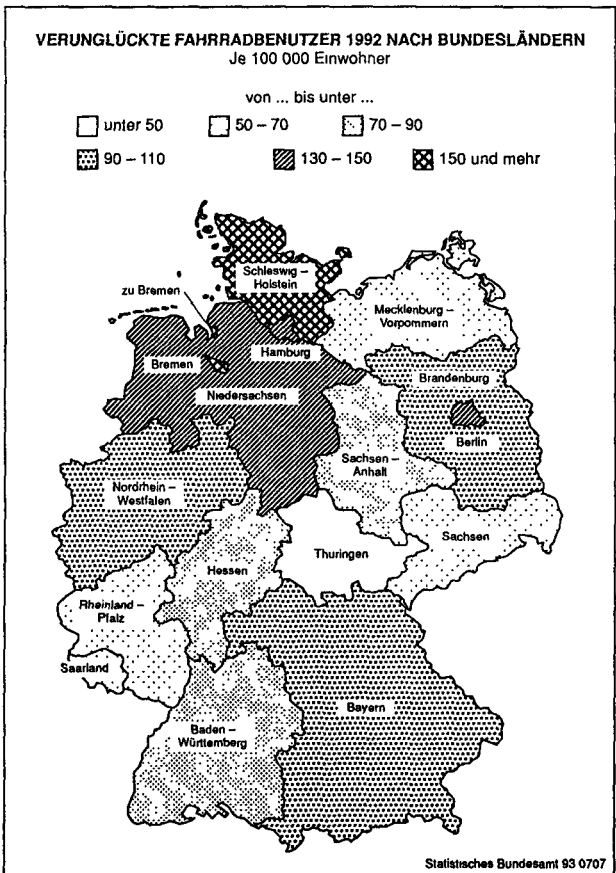 VERUNGLÜCKTE FAHRRADBENUTZER 1992 NACH BUNDESLÄNDERN
Je 100 000 Einwohner
von ... bis unter ...
unter 50
50 – 70
70 – 90
90 – 110
130 – 150
150 und mehr
Schleswig –
Holstein
zu Bremen
Mecklenburg –
Vorpommern
Hamburg
Bremen
Niedersachsen
Brandenburg
Berlin
Sachsen –
Anhalt
Nordrhein –
Westfalen
Sachsen
Thüringen
Hessen
Rheinland –
Pfalz
Saarland
Bayern
Baden –
Württemberg
Statistisches Bundesamt 93 0707